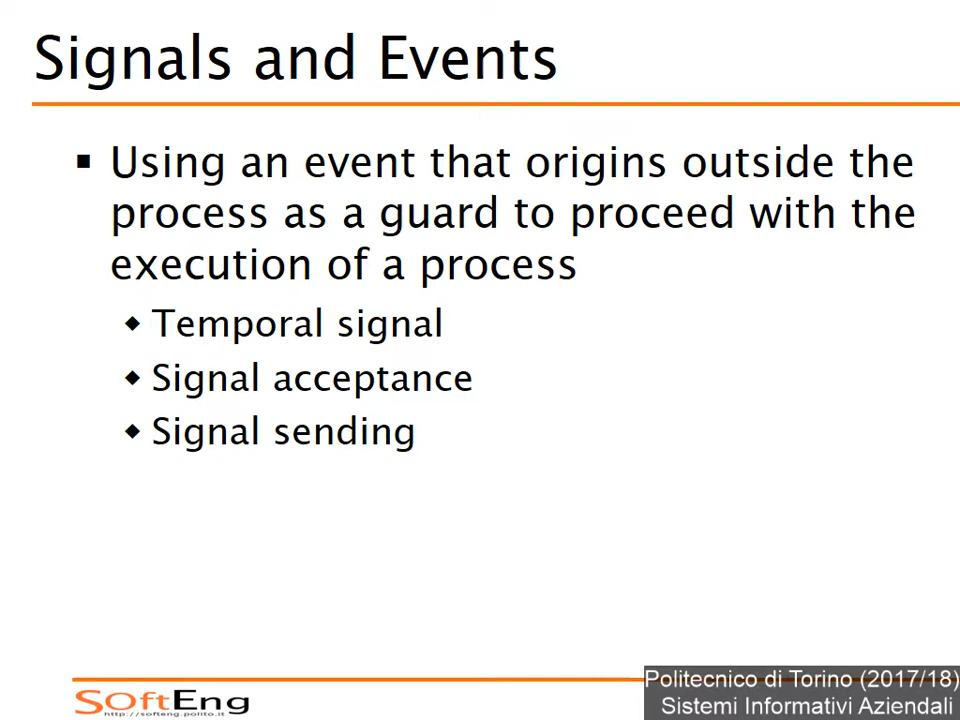 Signals and Events
▪ Using an event that origins outside the
process as a guard to proceed with the
execution of a process
◆ Temporal signal
◆ Signal acceptance
◆ Signal sending
SOftEng
http://softeng.polito.it
Politecnico di Torino (2017/18)
Sistemi Informativi Aziendali